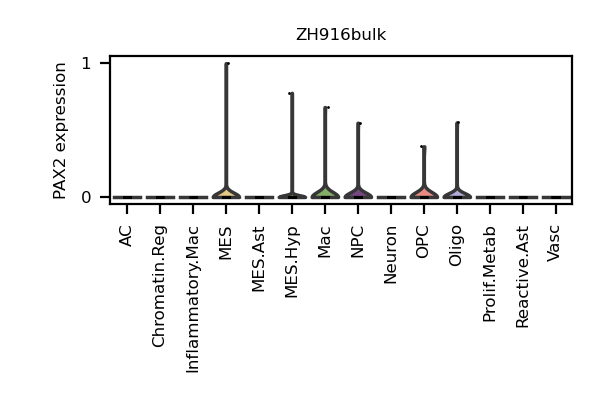 ZH916bulk
PAX2 expression
1
0
AC
Chromatin.Reg
Inflammatory.Mac
MES
MES.Ast
MES.Hyp
Mac
NPC
Neuron
OPC
Oligo
Prolif.Metab
Reactive.Ast
Vasc